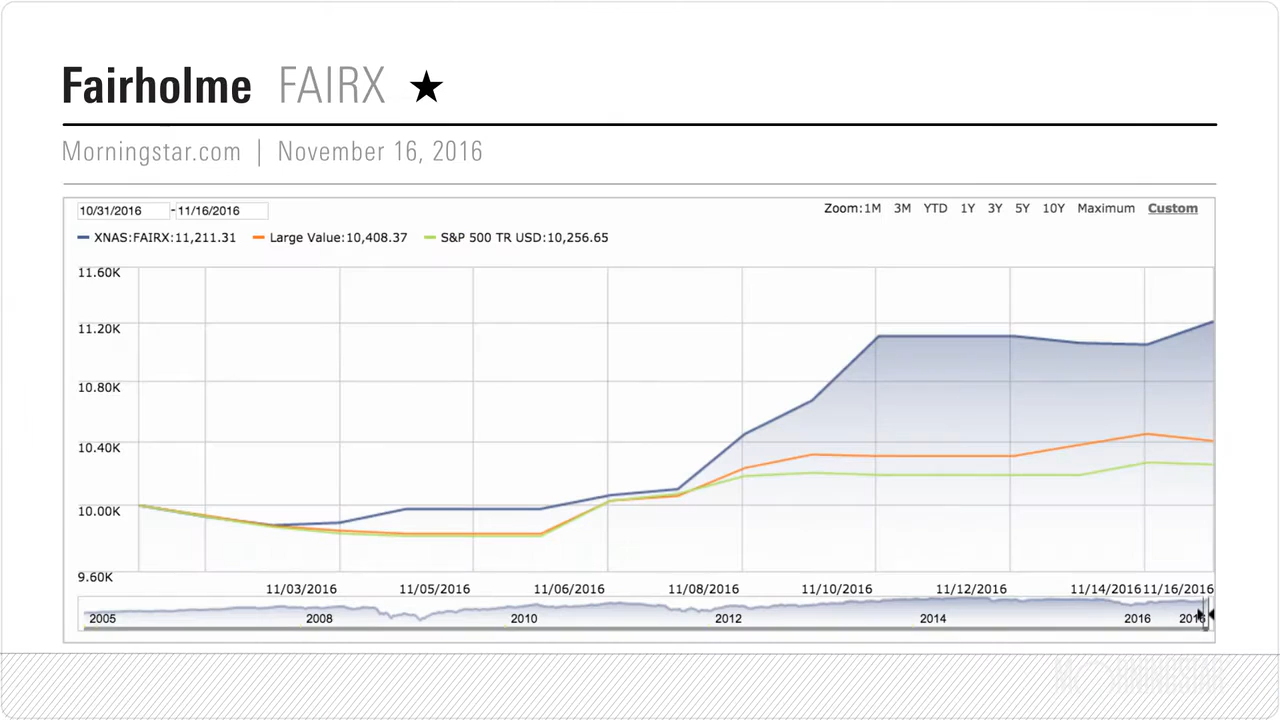 Fairholme FAIRX ★
Morningstar.com | November 16, 2016
10/31/2016 - 11/16/2016 Zoom: 1M 3M YTD 1Y 3Y 5Y 10Y Maximum Custom
XNAS:FAIRX:11,211.31 Large Value:10,408.37 S&P 500 TR USD:10,256.65
11.60K
11.20K
10.80K
10.40K
10.00K
9.60K
11/03/2016 11/05/2016 11/06/2016 11/08/2016 11/10/2016 11/12/2016 11/14/2016 11/16/2016
2005 2008 2010 2012 2014 2016